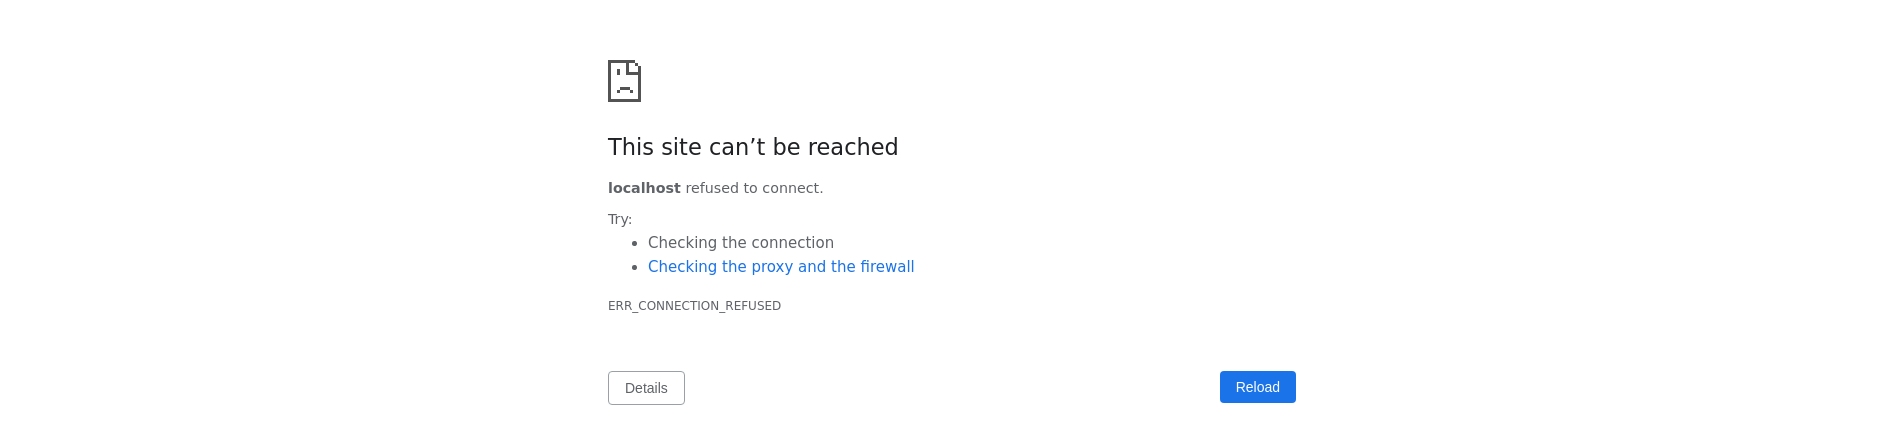 This site can’t be reached
localhost refused to connect.
Try:
Checking the connection
Checking the proxy and the firewall
ERR_CONNECTION_REFUSED
Details
Reload